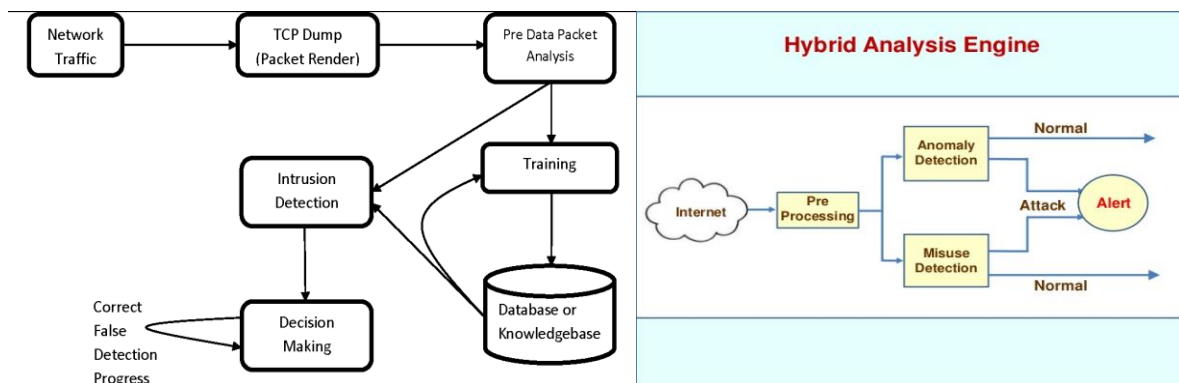 Network
Traffic
TCP Dump
(Packet Render)
Pre Data Packet
Analysis
Intrusion
Detection
Training
Database or
Knowledgebase
Decision
Making
Correct
False
Detection
Progress
Hybrid Analysis Engine
Internet
Pre
Processing
Anomaly
Detection
Normal
Attack
Alert
Misuse
Detection
Normal